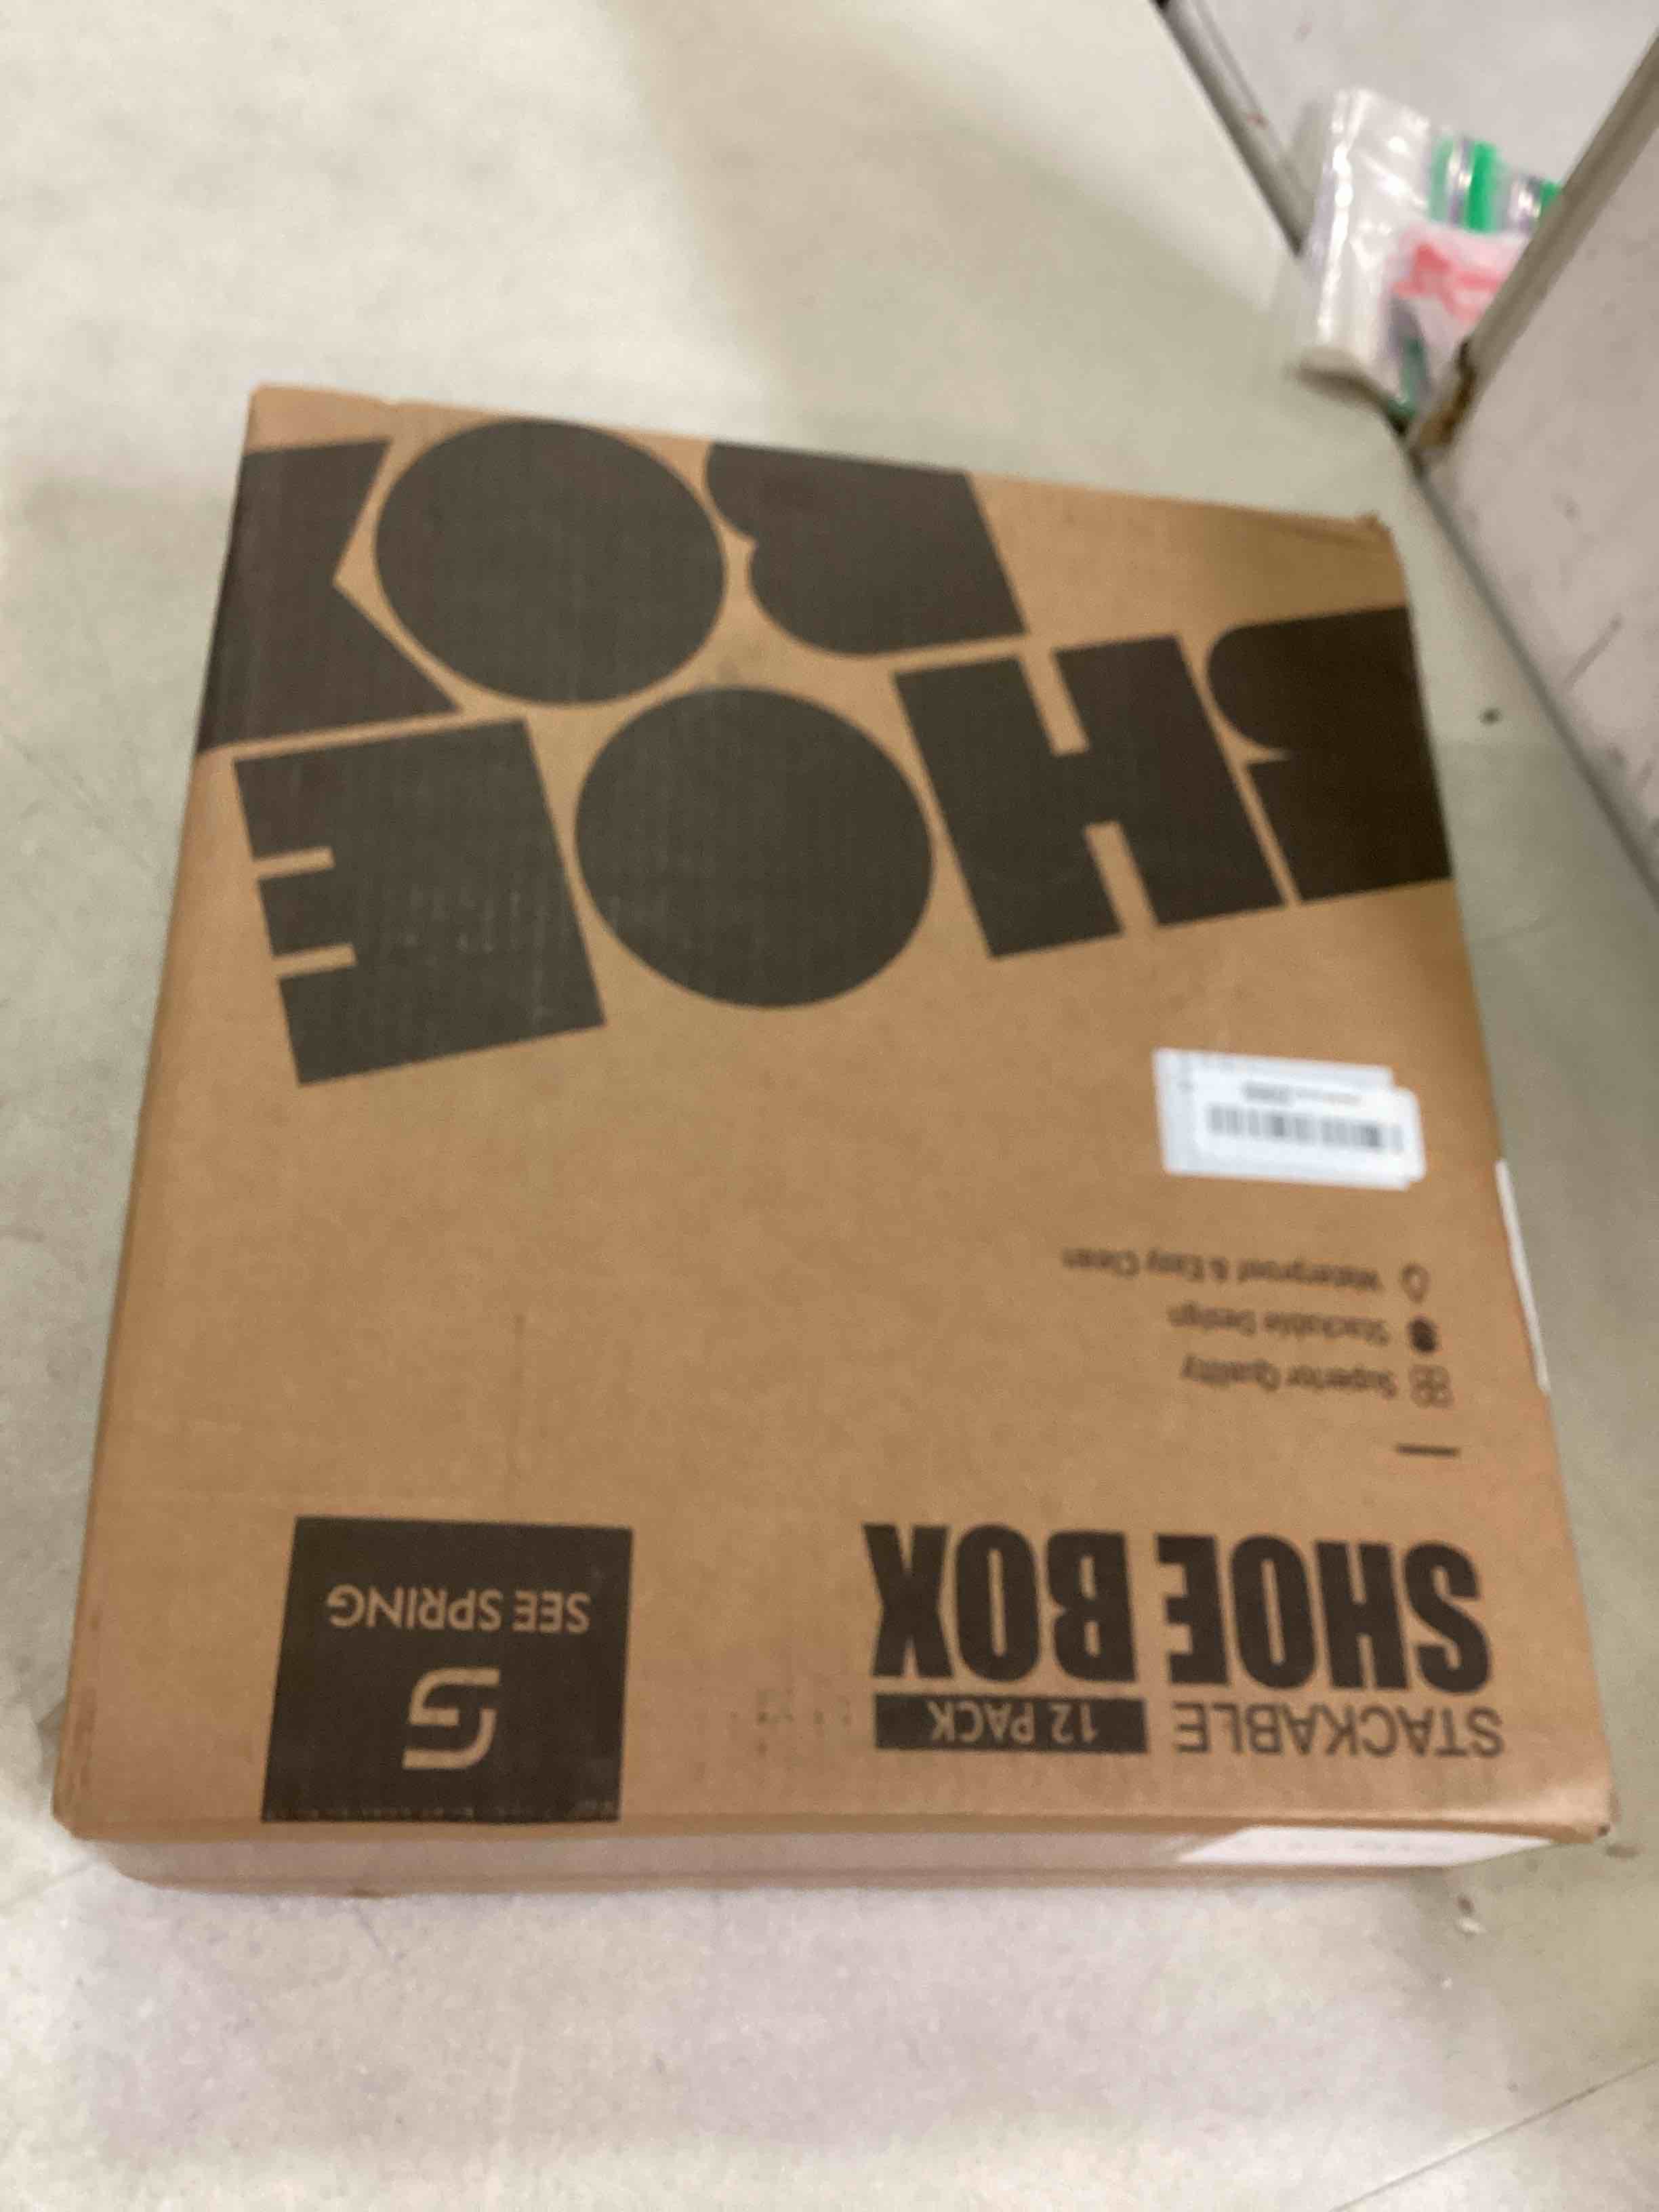 STACKABLE 12 PACK
SHOE BOX
SEE SPRING
Superior Quality
Stackable Design
Waterproof & Easy Clean
SHOE
BOX